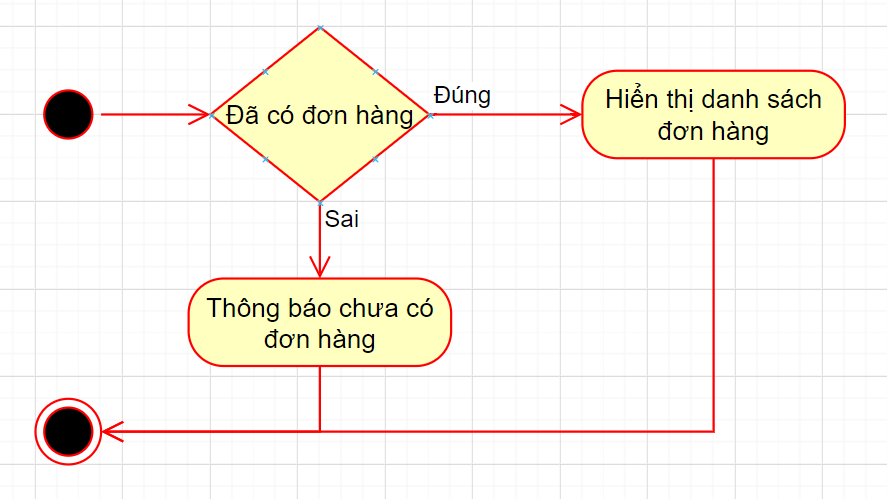 Đã có đơn hàng
Đúng
Hiển thị danh sách
đơn hàng
Sai
Thông báo chưa có
đơn hàng